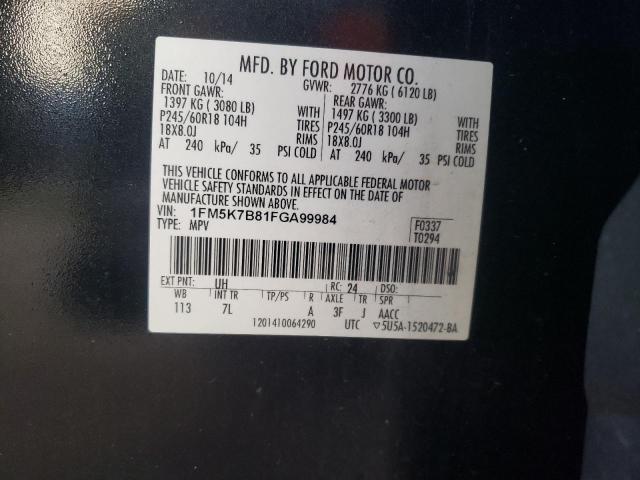 MFD. BY FORD MOTOR CO.
DATE: 10/14 GVWR: 2776 KG ( 6120 LB)
FRONT GAWR: REAR GAWR:
1397 KG ( 3080 LB) WITH 1497 KG ( 3300 LB) WITH
P245/60R18 104H TIRES P245/60R18 104H TIRES
18X8.0J RIMS 18X8.0J RIMS
AT 240 kPa/ 35 PSI COLD AT 240 kPa/ 35 PSI COLD
THIS VEHICLE CONFORMS TO ALL APPLICABLE FEDERAL MOTOR
VEHICLE SAFETY STANDARDS IN EFFECT ON THE DATE OF
MANUFACTURE SHOWN ABOVE.
VIN: 1FM5K7B81FGA99984 F0337
TYPE: MPV T0294
EXT PNT: UH RC: 24 DSO:
WB INT TR TP/PS R AXLE TR SPR
113 7L A 3F J AACC
1201410064290 UTC ▽5U5A-1520472-BA